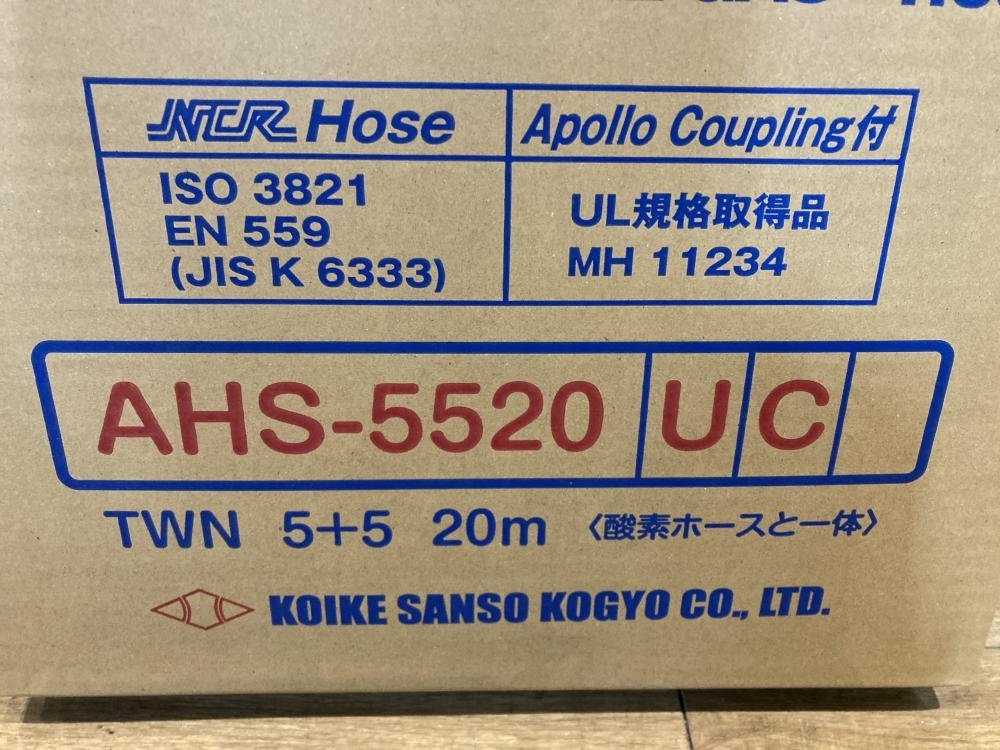 NCR Hose
Apollo Coupling付
ISO 3821
EN 559
(JIS K 6333)
UL規格取得品
MH 11234
AHS-5520 U C
TWN 5+5 20m 〈酸素ホースと一体〉
KOIKE SANSO KOGYO CO., LTD.